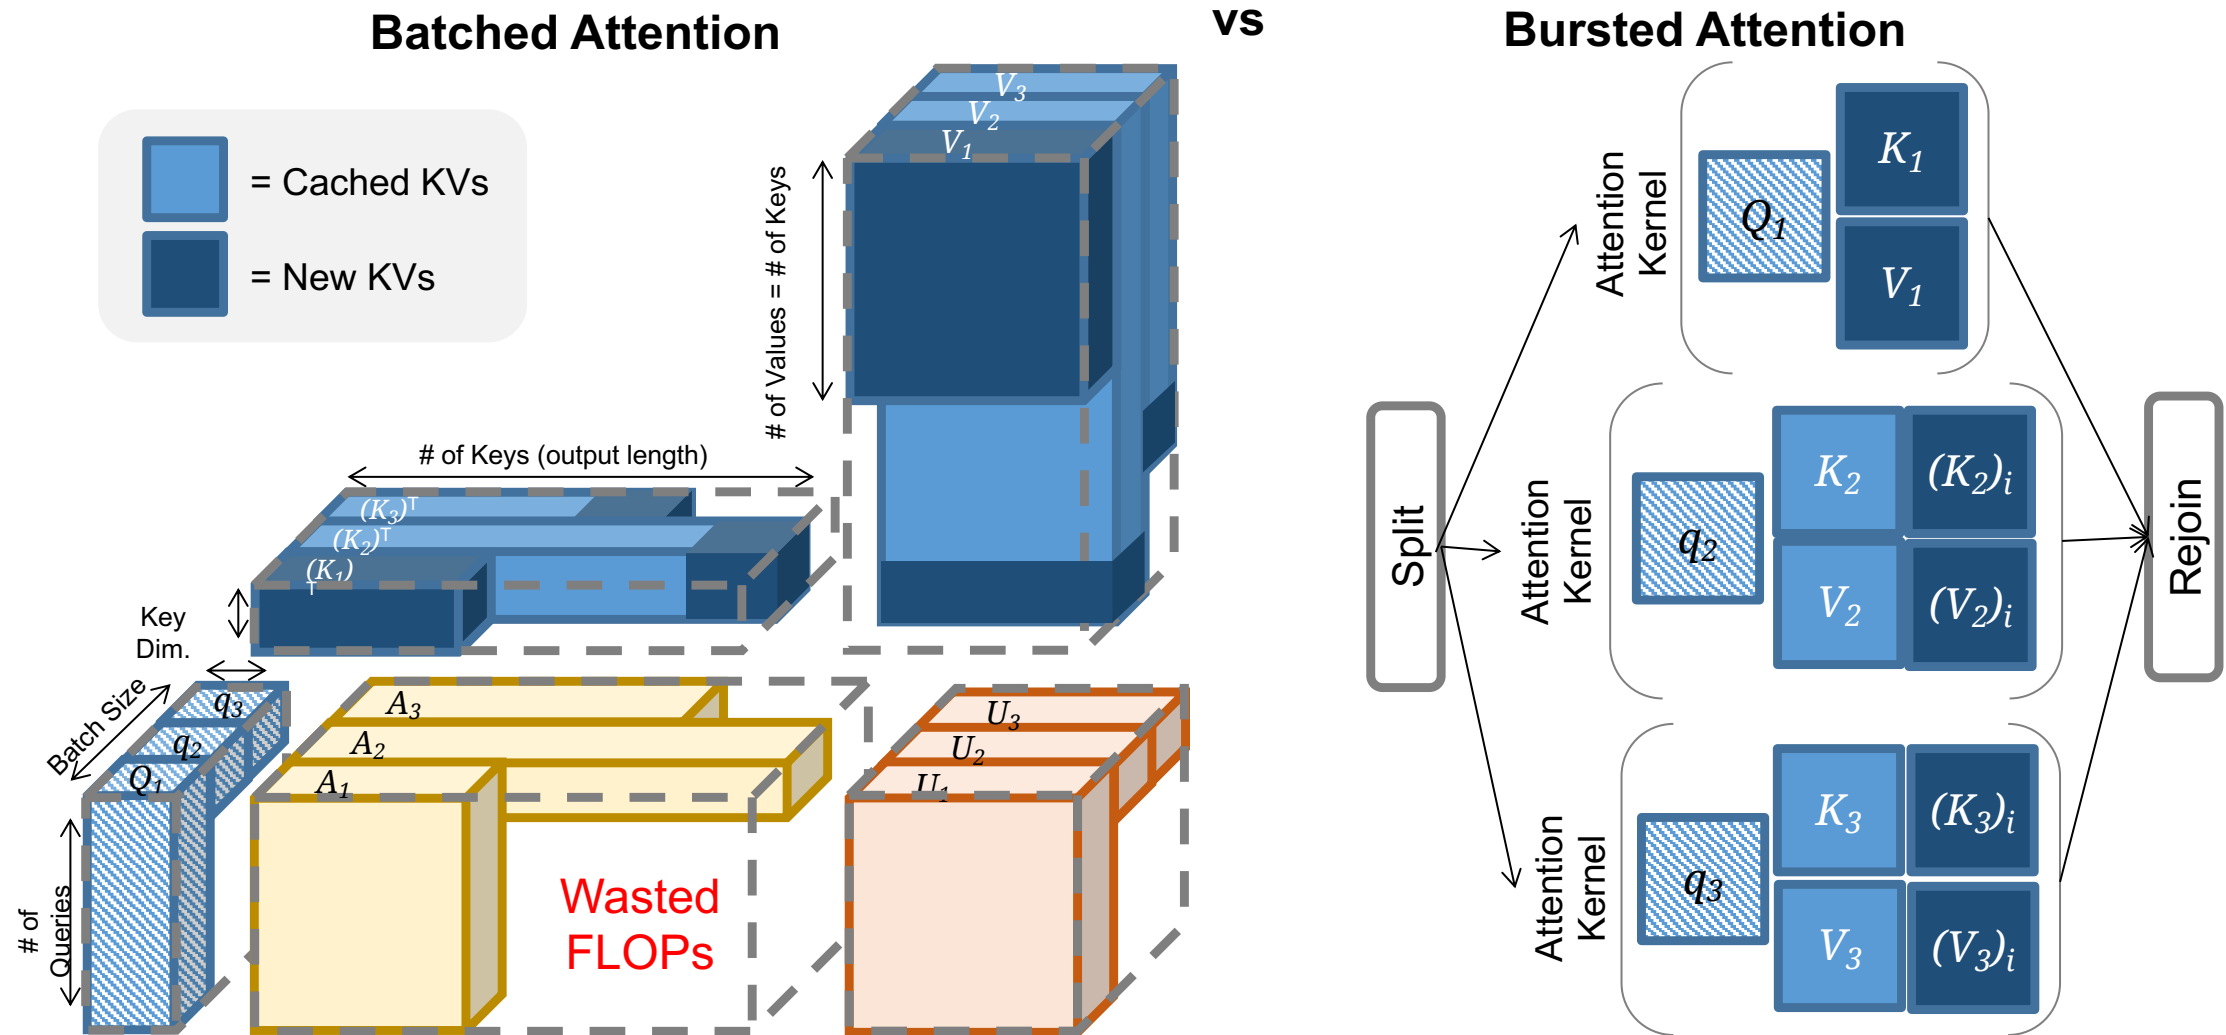 Batched Attention
vs
Bursted Attention
= Cached KVs
= New KVs
# of Values = # of Keys
V3
V2
V1
# of Keys (output length)
(K3)T
(K2)T
(K1)
T
Key
Dim.
Batch Size
q3
q2
Q1
# of
Queries
A3
A2
A1
Wasted
FLOPs
U3
U2
U1
Split
Attention
Kernel
Q1
K1
V1
Attention
Kernel
q2
K2
(K2)i
V2
(V2)i
Attention
Kernel
q3
K3
(K3)i
V3
(V3)i
Rejoin